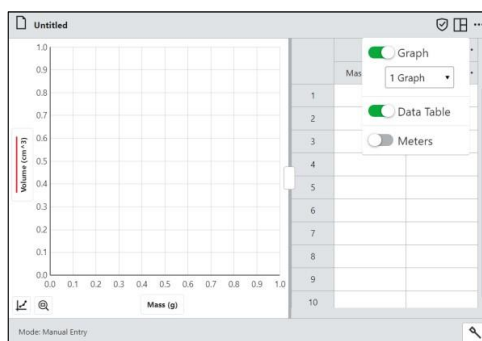 Untitled
Graph
1 Graph
Data Table
Meters
Volume (cm^3)
1.0
0.9
0.8
0.7
0.6
0.5
0.4
0.3
0.2
0.1
0.0
0.0 0.1 0.2 0.3 0.4 0.5 0.6 0.7 0.8 0.9 1.0
Mass (g)
Mas
1
2
3
4
5
6
7
8
9
10
Mode: Manual Entry